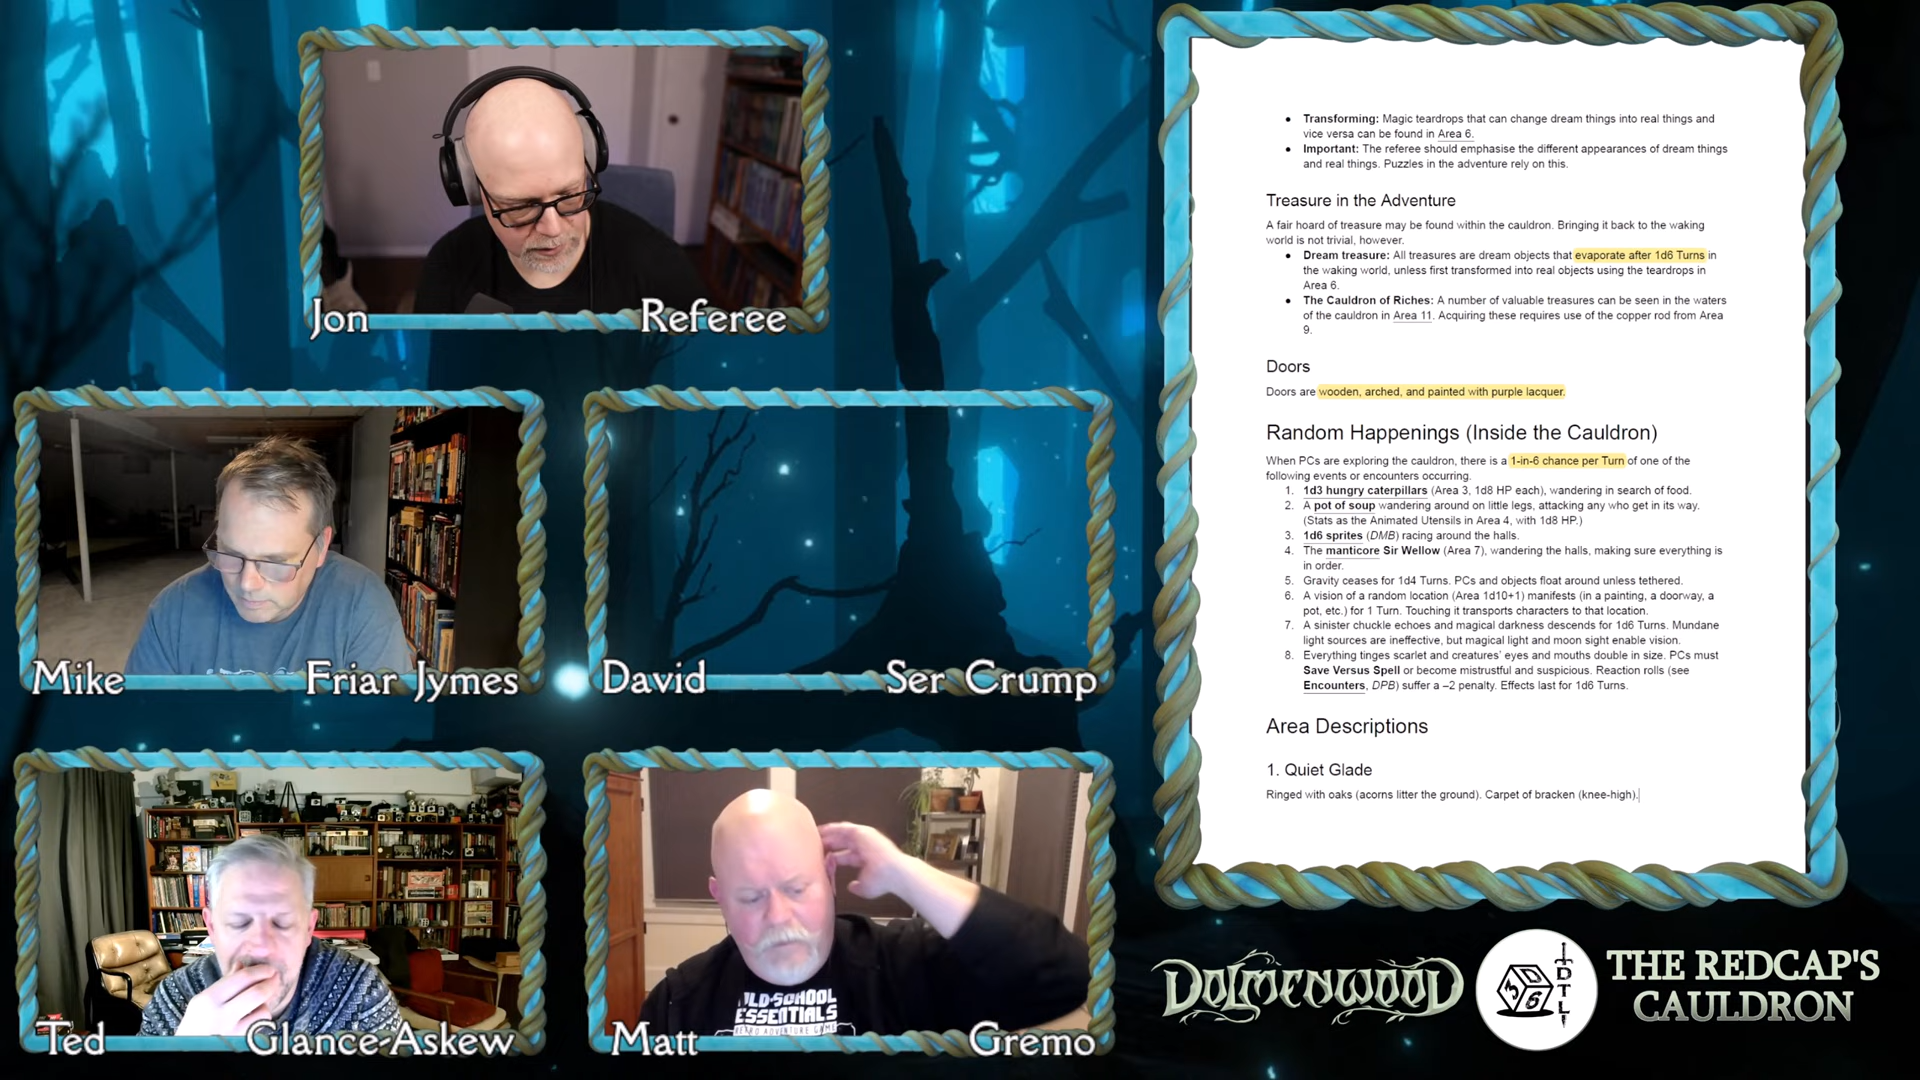 Jon Referee
Mike Friar Jymes
David Ser Crump
Ted Glance-Askew
OLD-SCHOOL
ESSENTIALS
RETRO ADVENTURE GAME
Matt Gremo
• Transforming: Magic teardrops that can change dream things into real things and
vice versa can be found in Area 6.
• Important: The referee should emphasise the different appearances of dream things
and real things. Puzzles in the adventure rely on this.
Treasure in the Adventure
A fair hoard of treasure may be found within the cauldron. Bringing it back to the waking
world is not trivial, however.
• Dream treasure: All treasures are dream objects that evaporate after 1d6 Turns in
the waking world, unless first transformed into real objects using the teardrops in
Area 6.
• The Cauldron of Riches: A number of valuable treasures can be seen in the waters
of the cauldron in Area 11. Acquiring these requires use of the copper rod from Area
9.
Doors
Doors are wooden, arched, and painted with purple lacquer.
Random Happenings (Inside the Cauldron)
When PCs are exploring the cauldron, there is a 1-in-6 chance per Turn of one of the
following events or encounters occurring.
1. 1d3 hungry caterpillars (Area 3, 1d8 HP each), wandering in search of food.
2. A pot of soup wandering around on little legs, attacking any who get in its way.
(Stats as the Animated Utensils in Area 4, with 1d8 HP.)
3. 1d6 sprites (DMB) racing around the halls.
4. The manticore Sir Wellow (Area 7), wandering the halls, making sure everything is
in order.
5. Gravity ceases for 1d4 Turns. PCs and objects float around unless tethered.
6. A vision of a random location (Area 1d10+1) manifests (in a painting, a doorway, a
pot, etc.) for 1 Turn. Touching it transports characters to that location.
7. A sinister chuckle echoes and magical darkness descends for 1d6 Turns. Mundane
light sources are ineffective, but magical light and moon sight enable vision.
8. Everything tinges scarlet and creatures' eyes and mouths double in size. PCs must
Save Versus Spell or become mistrustful and suspicious. Reaction rolls (see
Encounters, DPB) suffer a –2 penalty. Effects last for 1d6 Turns.
Area Descriptions
1. Quiet Glade
Ringed with oaks (acorns litter the ground). Carpet of bracken (knee-high).
DOLMENWOOD
3D6
DTL
THE REDCAP'S
CAULDRON